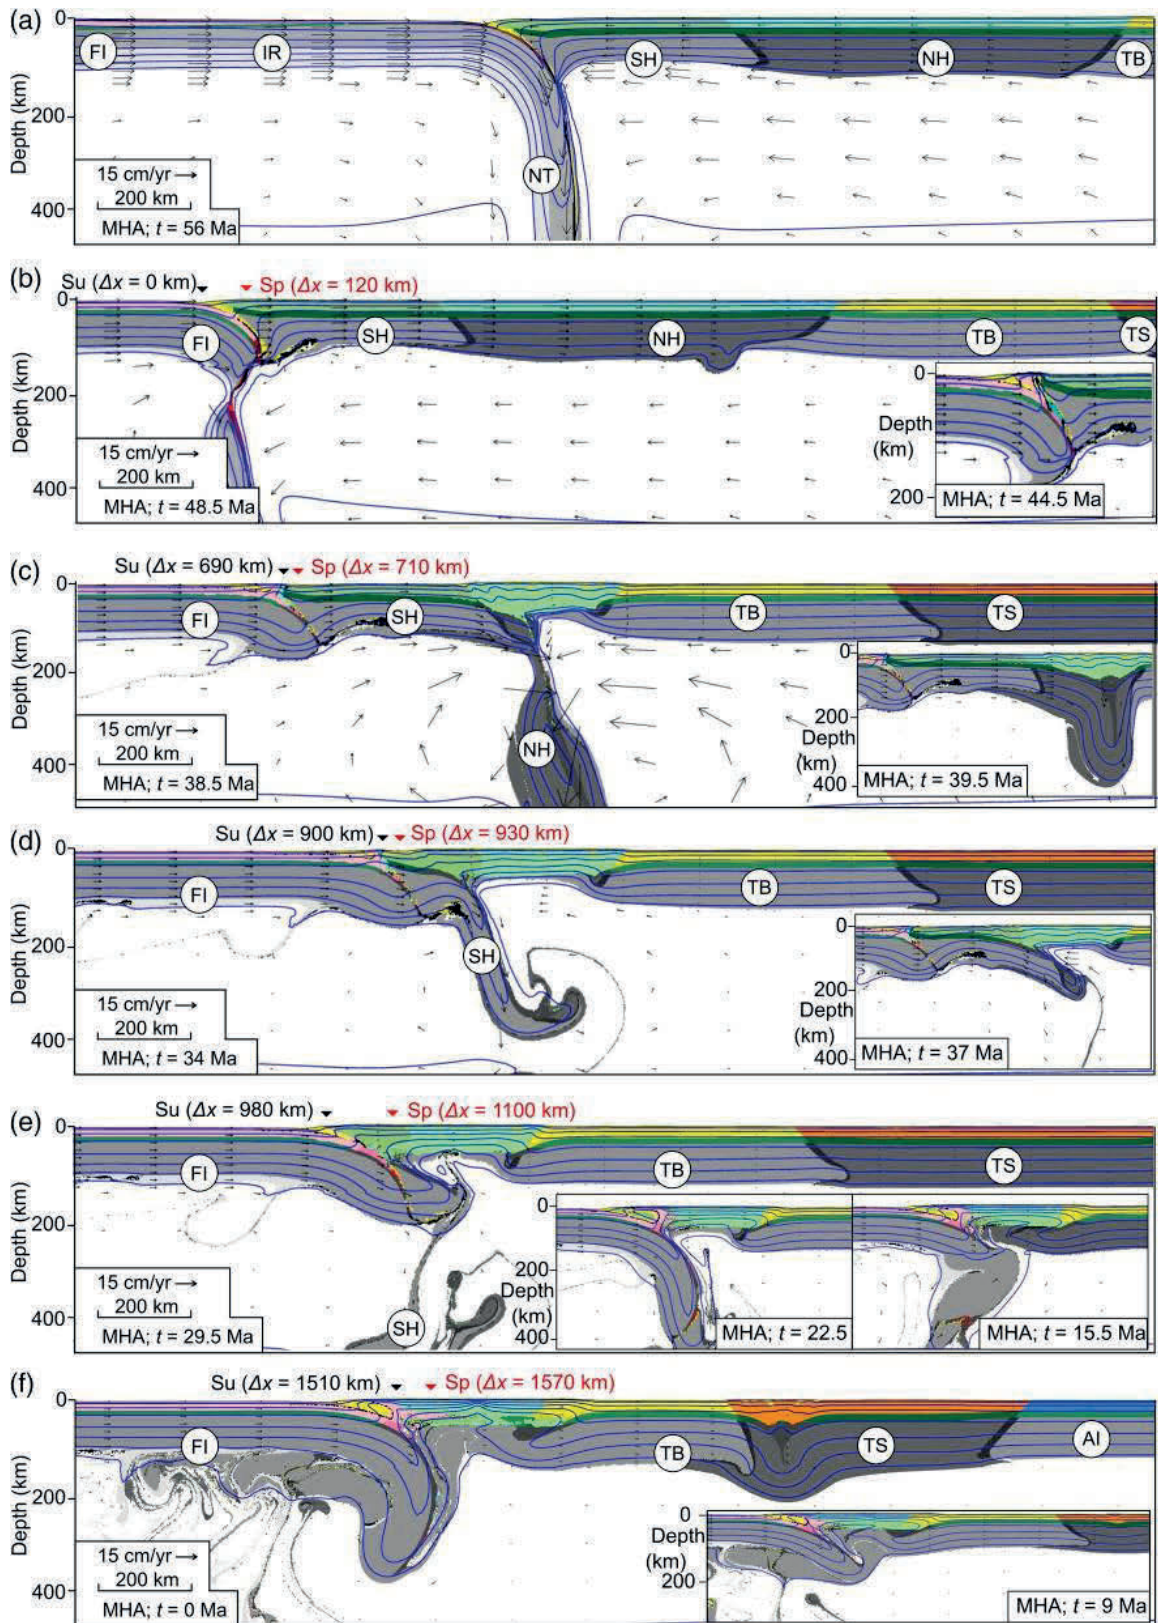 (a)
0
200
400
Depth (km)
FI
IR
SH
NH
TB
NT
15 cm/yr
200 km
MHA; t = 56 Ma
(b)
Su (Δx = 0 km)
Sp (Δx = 120 km)
0
200
400
Depth (km)
FI
SH
NH
TB
TS
15 cm/yr
200 km
MHA; t = 48.5 Ma
0
Depth
(km)
200
MHA; t = 44.5 Ma
(c)
Su (Δx = 690 km)
Sp (Δx = 710 km)
0
200
400
Depth (km)
FI
SH
TB
TS
NH
15 cm/yr
200 km
MHA; t = 38.5 Ma
0
200
Depth
(km)
400
MHA; t = 39.5 Ma
(d)
Su (Δx = 900 km)
Sp (Δx = 930 km)
0
200
400
Depth (km)
FI
SH
TB
TS
15 cm/yr
200 km
MHA; t = 34 Ma
0
200
Depth
(km)
400
MHA; t = 37 Ma
(e)
Su (Δx = 980 km)
Sp (Δx = 1100 km)
0
200
400
Depth (km)
FI
TB
TS
SH
15 cm/yr
200 km
MHA; t = 29.5 Ma
0
200
Depth
(km)
400
MHA; t = 22.5
MHA; t = 15.5 Ma
(f)
Su (Δx = 1510 km)
Sp (Δx = 1570 km)
0
200
400
Depth (km)
FI
TB
TS
AI
15 cm/yr
200 km
MHA; t = 0 Ma
0
Depth
(km)
200
MHA; t = 9 Ma